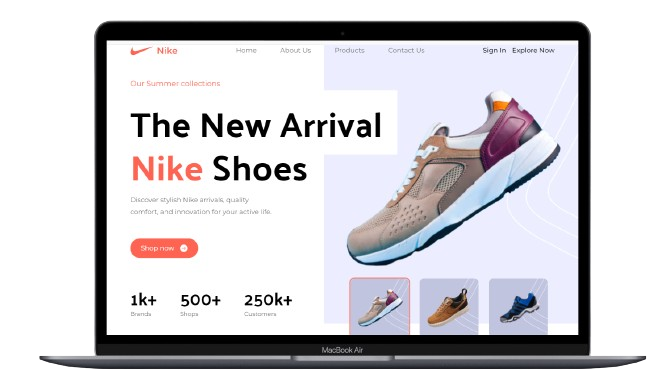 Nike
Home About Us Products Contact Us Sign In Explore Now
Our Summer collections
The New Arrival
Nike Shoes
Discover stylish Nike arrivals, quality
comfort, and innovation for your active life.
Shop now
1k+ 500+ 250k+
Brands Shops Customers
MacBook Air